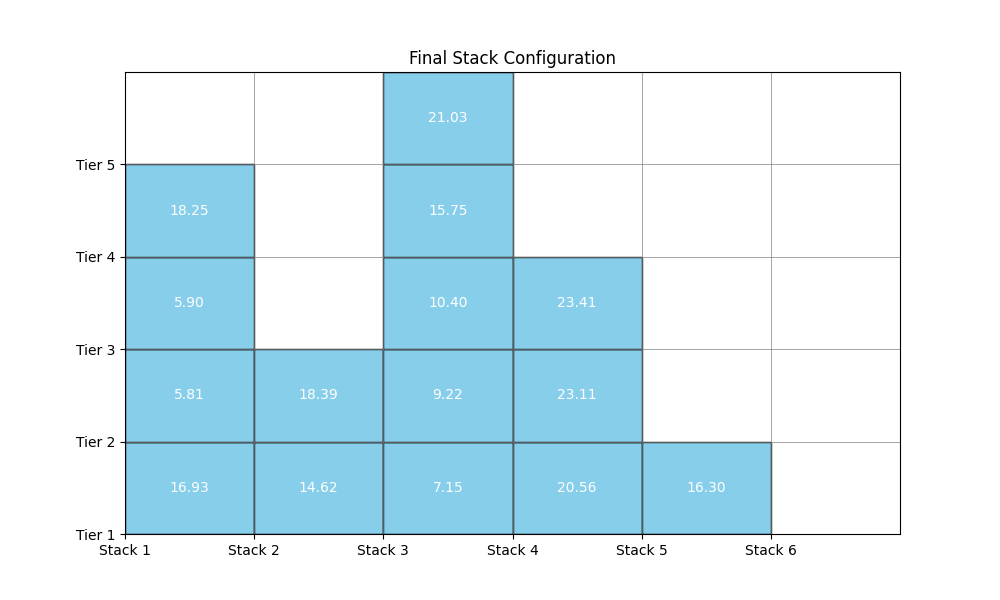 Final Stack Configuration
21.03
Tier 5
18.25 15.75
Tier 4
5.90 10.40 23.41
Tier 3
5.81 18.39 9.22 23.11
Tier 2
16.93 14.62 7.15 20.56 16.30
Tier 1
Stack 1 Stack 2 Stack 3 Stack 4 Stack 5 Stack 6